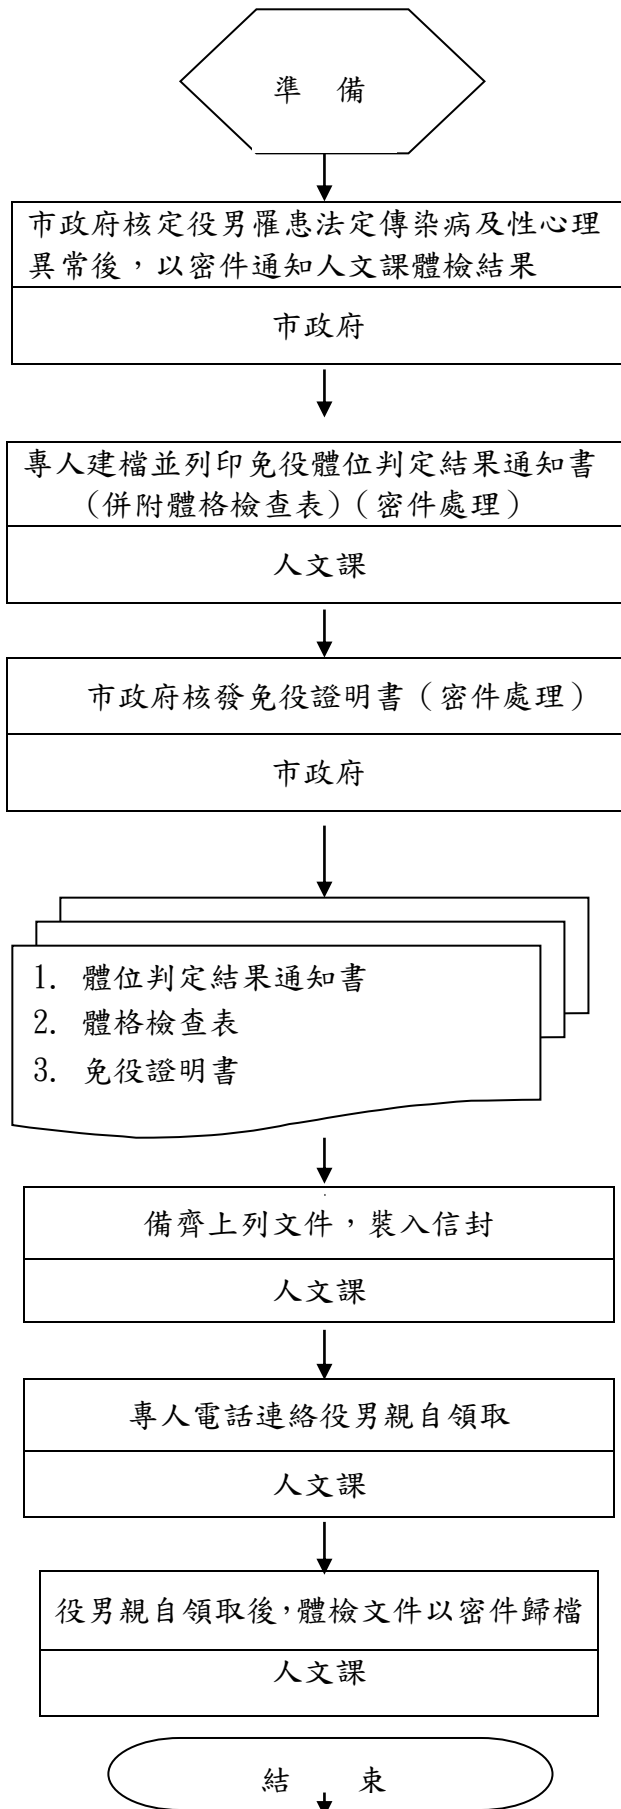 準 備
市政府核定役男罹患法定傳染病及性心理
異常後，以密件通知人文課體檢結果
市政府
專人建檔並列印免役體位判定結果通知書
(併附體格檢查表)（密件處理）
人文課
市政府核發免役證明書（密件處理）
市政府
1. 體位判定結果通知書
2. 體格檢查表
3. 免役證明書
備齊上列文件，裝入信封
人文課
專人電話連絡役男親自領取
人文課
役男親自領取後，體檢文件以密件歸檔
人文課
結 束